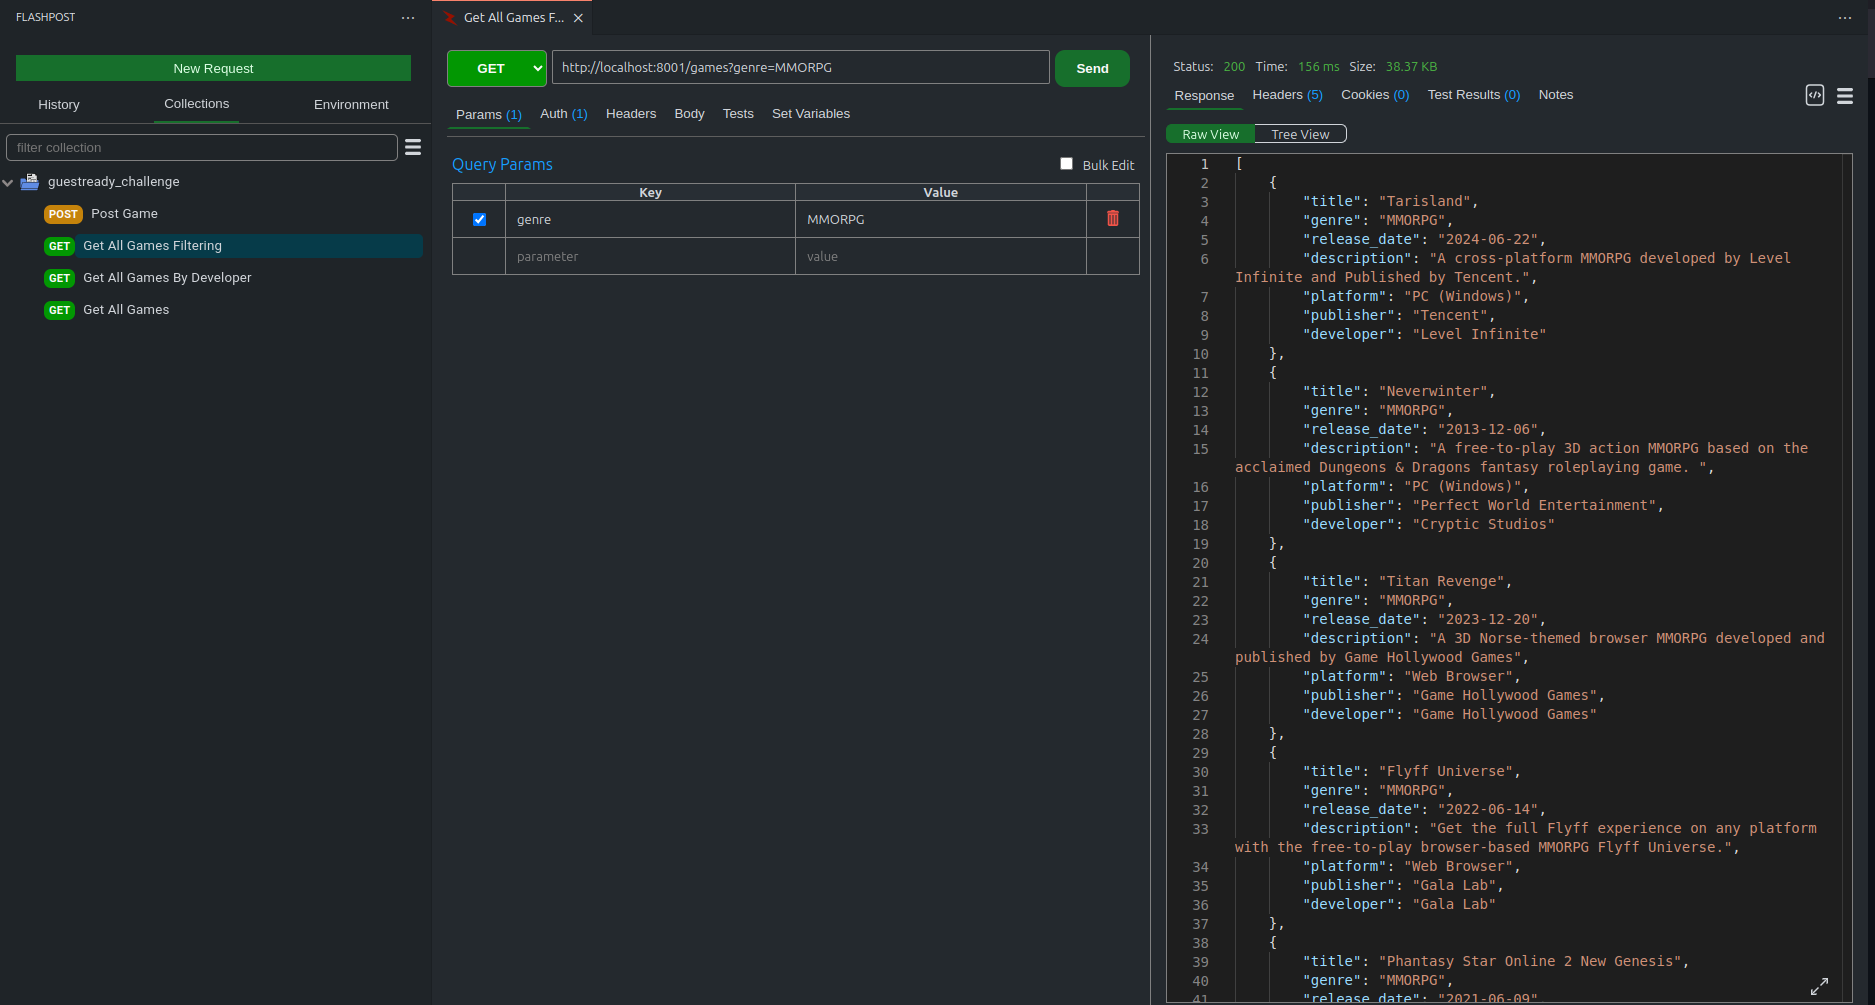 FLASHPOST
New Request
History Collections Environment
filter collection
guestready_challenge
POST Post Game
GET Get All Games Filtering
GET Get All Games By Developer
GET Get All Games
Get All Games F...
GET http://localhost:8001/games?genre=MMORPG Send
Params (1) Auth (1) Headers Body Tests Set Variables
Query Params Bulk Edit
Key Value
genre MMORPG
parameter value
Status: 200 Time: 156 ms Size: 38.37 KB
Response Headers (5) Cookies (0) Test Results (0) Notes
Raw View Tree View
1 [
2 {
3 "title": "Tarisland",
4 "genre": "MMORPG",
5 "release_date": "2024-06-22",
6 "description": "A cross-platform MMORPG developed by Level
Infinite and Published by Tencent.",
7 "platform": "PC (Windows)",
8 "publisher": "Tencent",
9 "developer": "Level Infinite"
10 },
11 {
12 "title": "Neverwinter",
13 "genre": "MMORPG",
14 "release_date": "2013-12-06",
15 "description": "A free-to-play 3D action MMORPG based on the
acclaimed Dungeons & Dragons fantasy roleplaying game. ",
16 "platform": "PC (Windows)",
17 "publisher": "Perfect World Entertainment",
18 "developer": "Cryptic Studios"
19 },
20 {
21 "title": "Titan Revenge",
22 "genre": "MMORPG",
23 "release_date": "2023-12-20",
24 "description": "A 3D Norse-themed browser MMORPG developed and
published by Game Hollywood Games",
25 "platform": "Web Browser",
26 "publisher": "Game Hollywood Games",
27 "developer": "Game Hollywood Games"
28 },
29 {
30 "title": "Flyff Universe",
31 "genre": "MMORPG",
32 "release_date": "2022-06-14",
33 "description": "Get the full Flyff experience on any platform
with the free-to-play browser-based MMORPG Flyff Universe.",
34 "platform": "Web Browser",
35 "publisher": "Gala Lab",
36 "developer": "Gala Lab"
37 },
38 {
39 "title": "Phantasy Star Online 2 New Genesis",
40 "genre": "MMORPG",
41 "release_date": "2021-06-09",